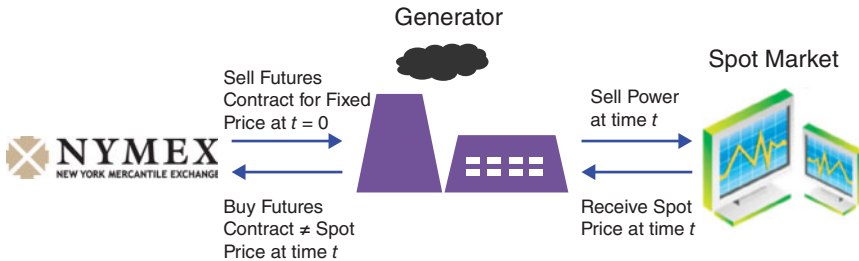 Generator
Spot Market
Sell Futures
Contract for Fixed
Price at t = 0
Sell Power
at time t
NYMEX
NEW YORK MERCANTILE EXCHANGE
Buy Futures
Contract ≠ Spot
Price at time t
Receive Spot
Price at time t